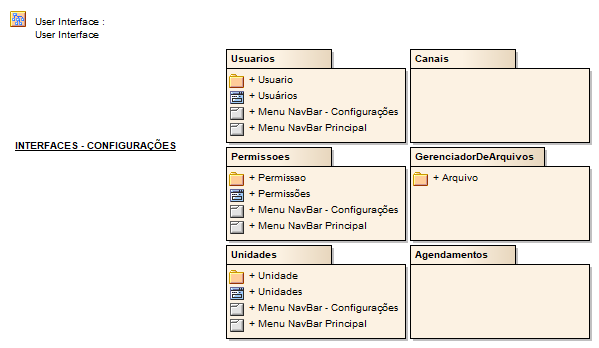 User Interface :
User Interface
INTERFACES - CONFIGURAÇÕES
Usuarios
+ Usuario
+ Usuários
+ Menu NavBar - Configurações
+ Menu NavBar Principal
Canais
Permissoes
+ Permissao
+ Permissões
+ Menu NavBar - Configurações
+ Menu NavBar Principal
GerenciadorDeArquivos
+ Arquivo
Unidades
+ Unidade
+ Unidades
+ Menu NavBar - Configurações
+ Menu NavBar Principal
Agendamentos